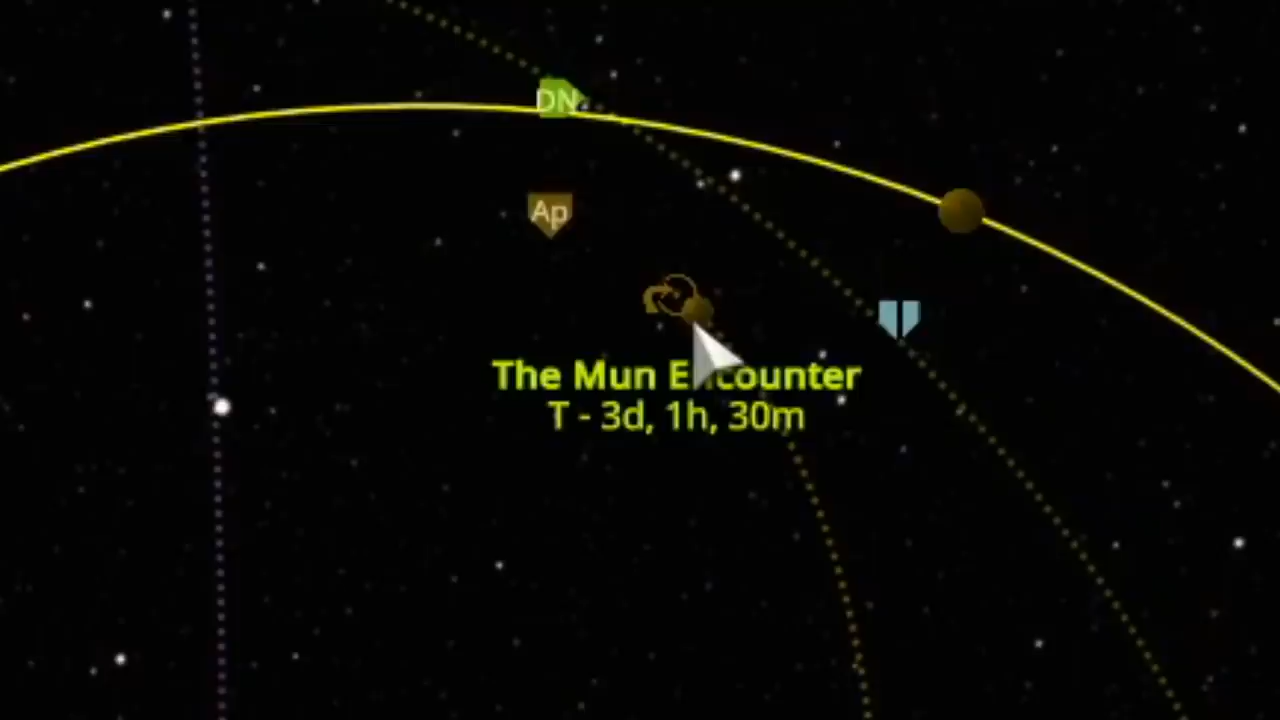 DN
Ap
The Mun Encounter
T - 3d, 1h, 30m